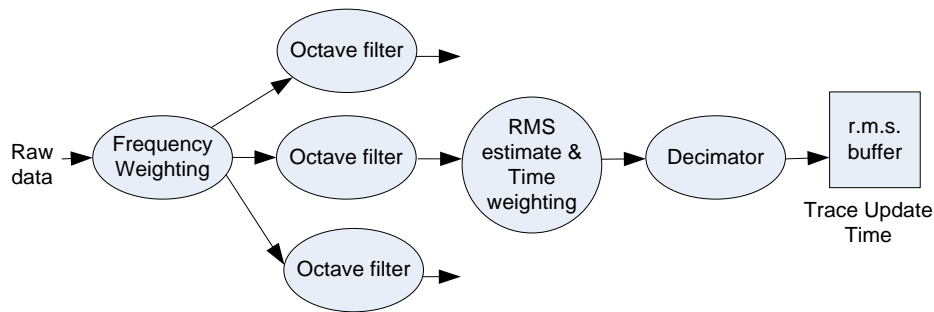 Octave filter
Raw
data
Frequency
Weighting
Octave filter
RMS
estimate &
Time
weighting
Decimator
r.m.s.
buffer
Trace Update
Time
Octave filter